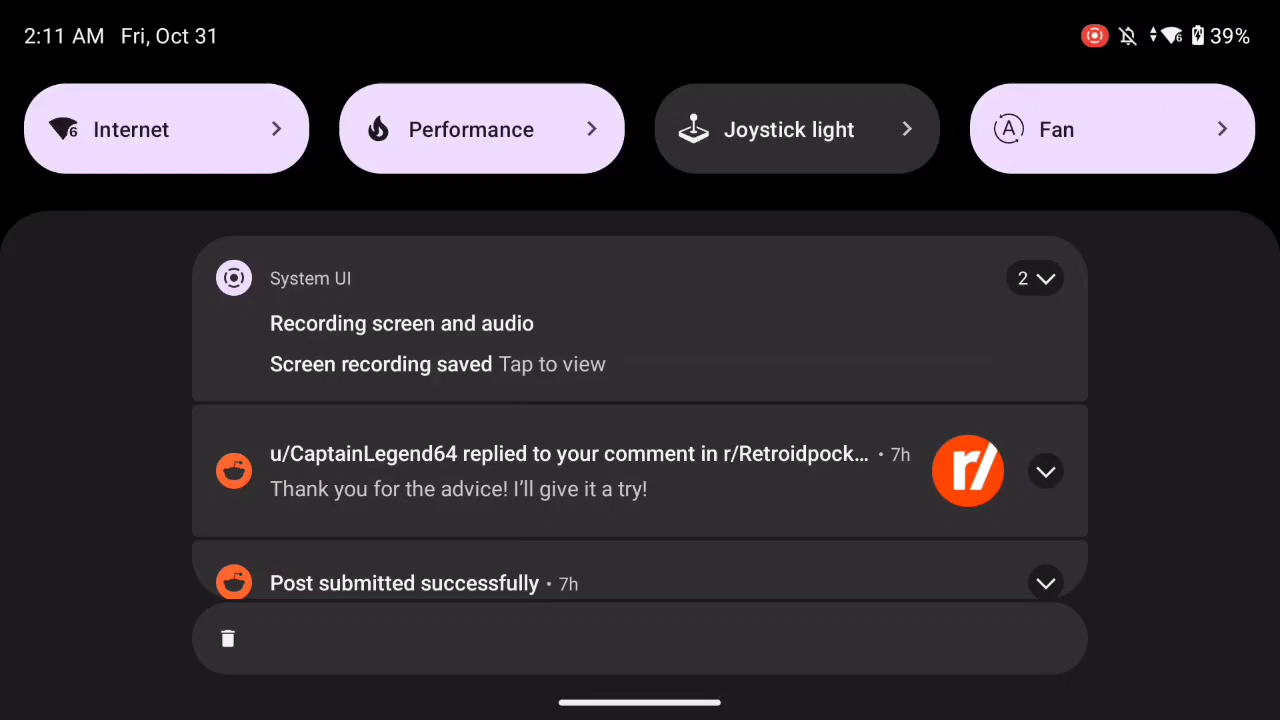 2:11 AM Fri, Oct 31
6 39%
6 Internet
Performance
Joystick light
A Fan
System UI
2
Recording screen and audio
Screen recording saved Tap to view
u/CaptainLegend64 replied to your comment in r/Retroidpock… • 7h
Thank you for the advice! I’ll give it a try!
r/
Post submitted successfully • 7h